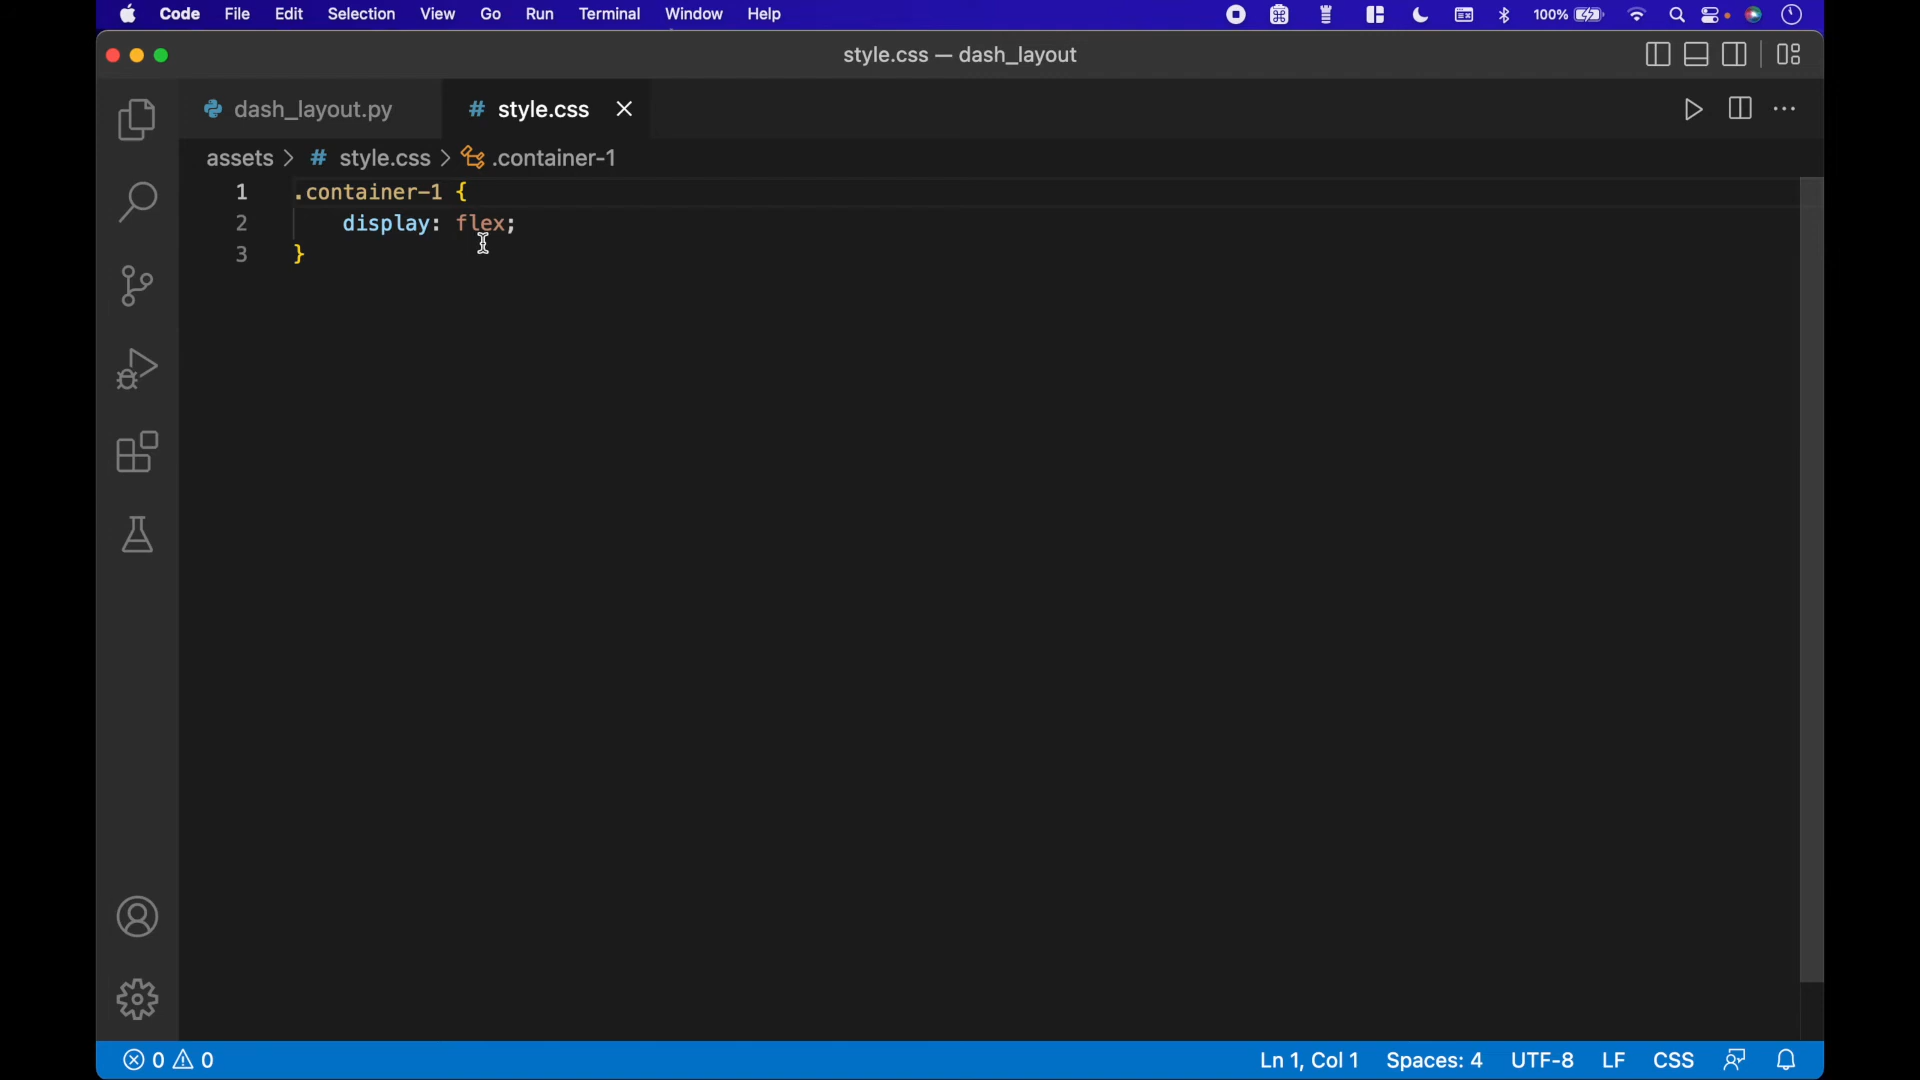 Code File Edit Selection View Go Run Terminal Window Help 100%
style.css — dash_layout
dash_layout.py # style.css
assets > # style.css > .container-1
1 .container-1 {
2     display: flex;
3 }
0 0 Ln 1, Col 1 Spaces: 4 UTF-8 LF CSS